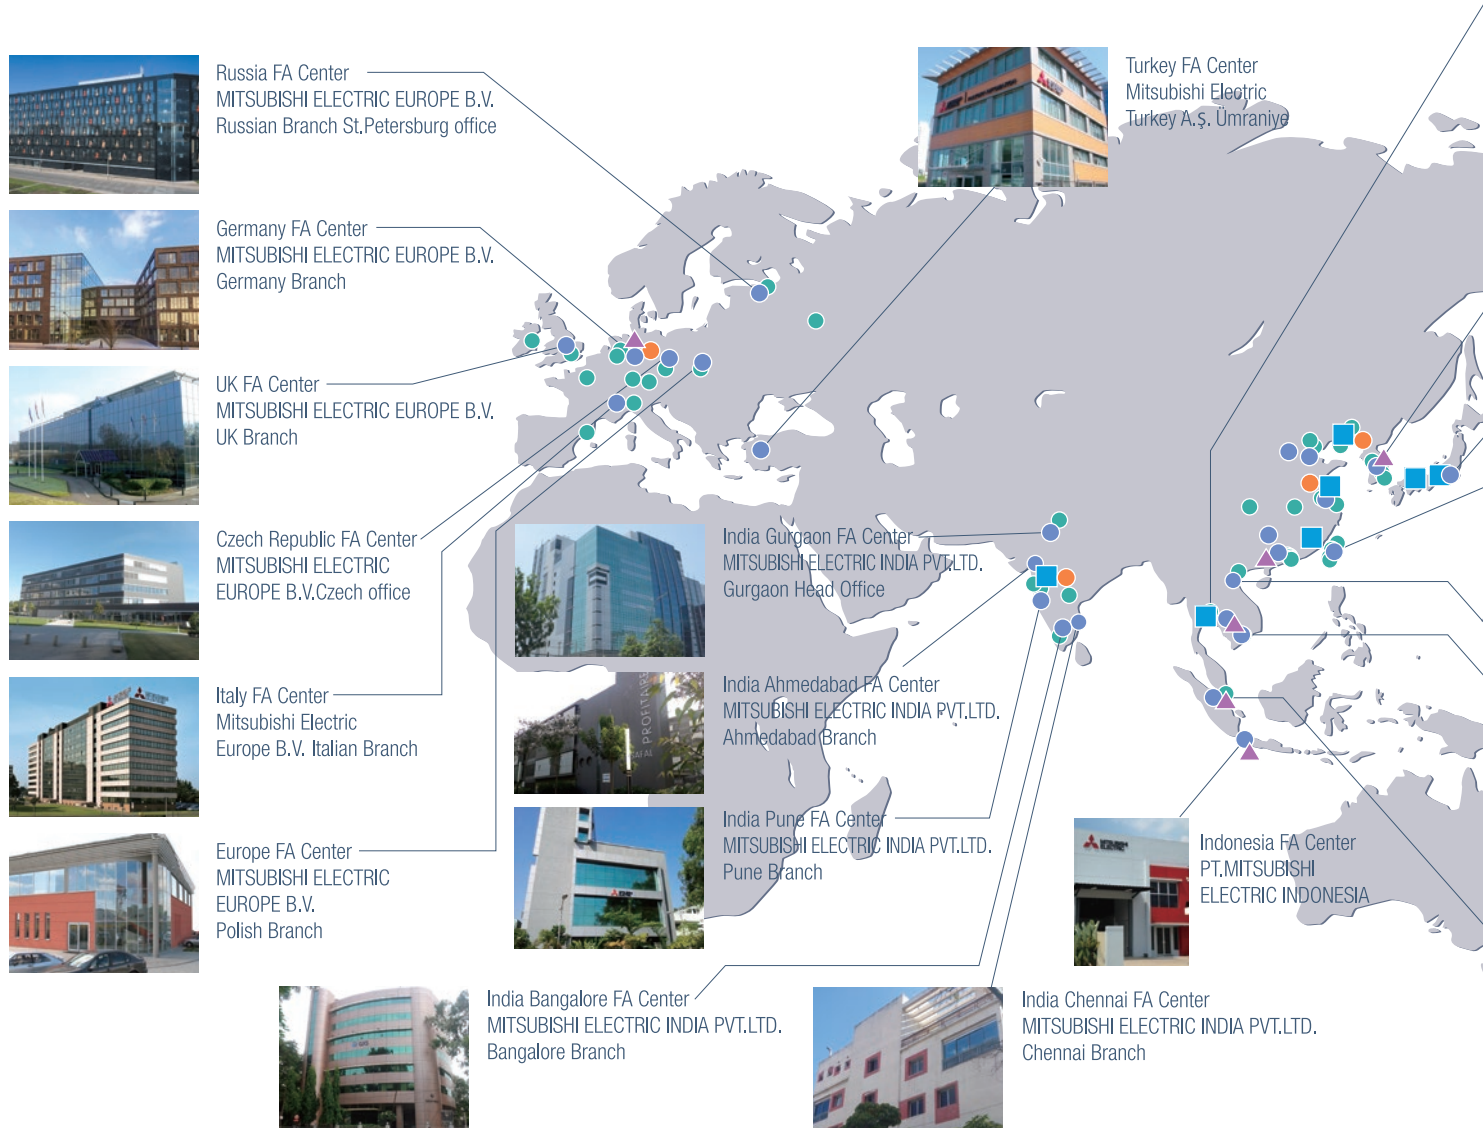 Russia FA Center
MITSUBISHI ELECTRIC EUROPE B.V.
Russian Branch St.Petersburg office
Germany FA Center
MITSUBISHI ELECTRIC EUROPE B.V.
Germany Branch
UK FA Center
MITSUBISHI ELECTRIC EUROPE B.V.
UK Branch
Czech Republic FA Center
MITSUBISHI ELECTRIC
EUROPE B.V.Czech office
Italy FA Center
Mitsubishi Electric
Europe B.V. Italian Branch
Europe FA Center
MITSUBISHI ELECTRIC
EUROPE B.V.
Polish Branch
Turkey FA Center
Mitsubishi Electric
Turkey A.Ş. Ümraniye
India Gurgaon FA Center
MITSUBISHI ELECTRIC INDIA PVT.LTD.
Gurgaon Head Office
PROFITAIRE
India Ahmedabad FA Center
MITSUBISHI ELECTRIC INDIA PVT.LTD.
Ahmedabad Branch
India Pune FA Center
MITSUBISHI ELECTRIC INDIA PVT.LTD.
Pune Branch
Indonesia FA Center
PT.MITSUBISHI
ELECTRIC INDONESIA
India Bangalore FA Center
MITSUBISHI ELECTRIC INDIA PVT.LTD.
Bangalore Branch
India Chennai FA Center
MITSUBISHI ELECTRIC INDIA PVT.LTD.
Chennai Branch